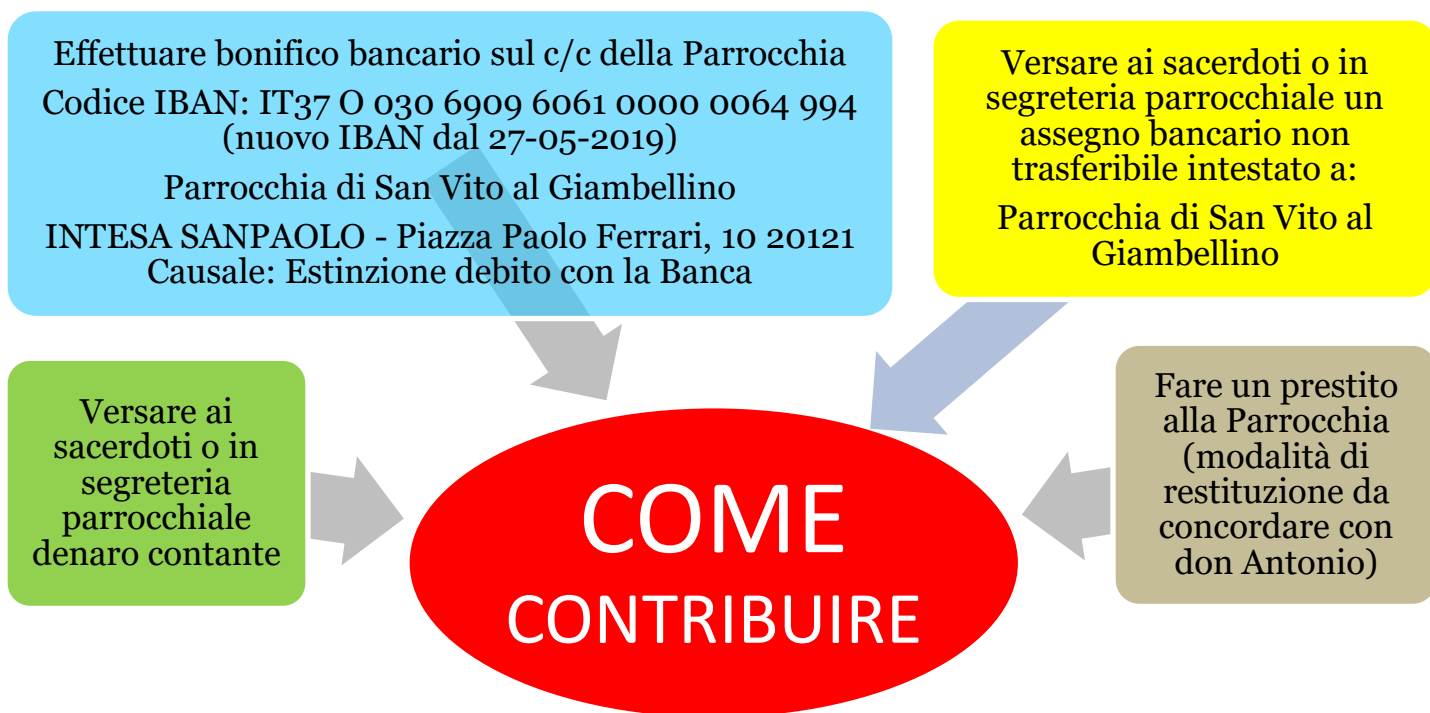 Effettuare bonifico bancario sul c/c della Parrocchia
Codice IBAN: IT37 O 030 6909 6061 0000 0064 994
(nuovo IBAN dal 27-05-2019)
Parrocchia di San Vito al Giambellino
INTESA SANPAOLO - Piazza Paolo Ferrari, 10 20121
Causale: Estinzione debito con la Banca
Versare ai sacerdoti o in
segreteria parrocchiale un
assegno bancario non
trasferibile intestato a:
Parrocchia di San Vito al
Giambellino
Versare ai
sacerdoti o in
segreteria
parrocchiale
denaro contante
Fare un prestito
alla Parrocchia
(modalità di
restituzione da
concordare con
don Antonio)
COME
CONTRIBUIRE